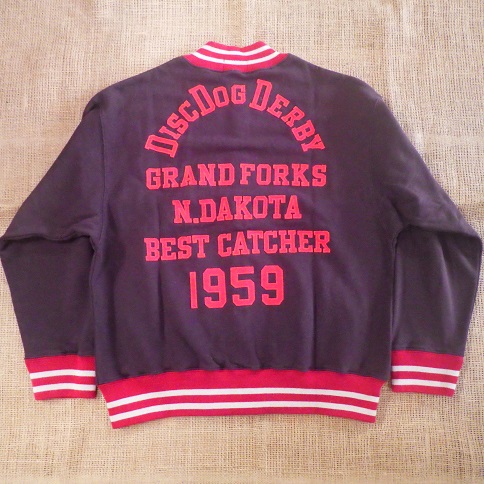 DiscDog Derby
GRAND FORKS
N.DAKOTA
BEST CATCHER
1959